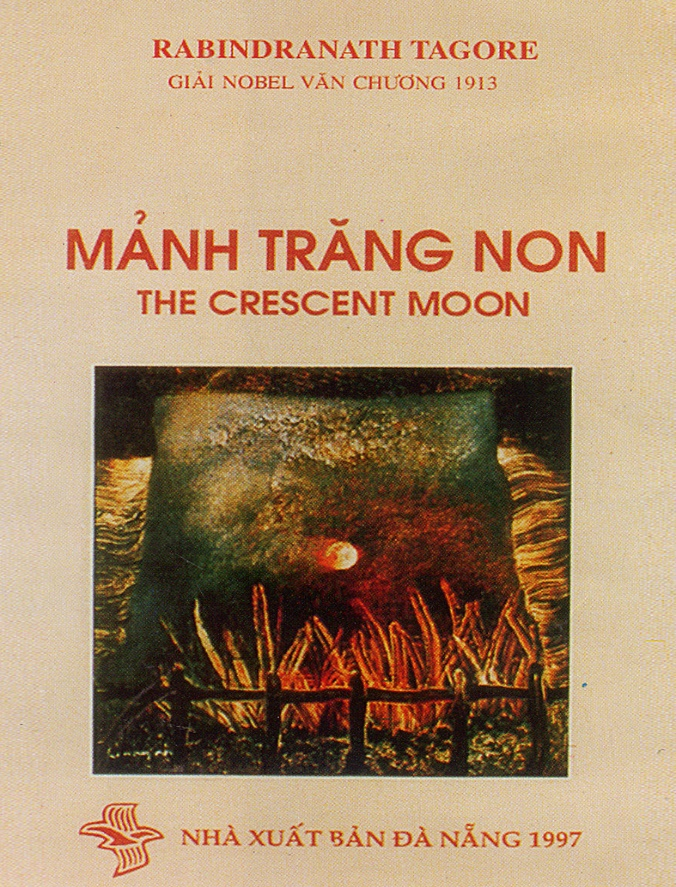 RABINDRANATH TAGORE
GIẢI NOBEL VĂN CHƯƠNG 1913
MẢNH TRĂNG NON
THE CRESCENT MOON
NHÀ XUẤT BẢN ĐÀ NẴNG 1997